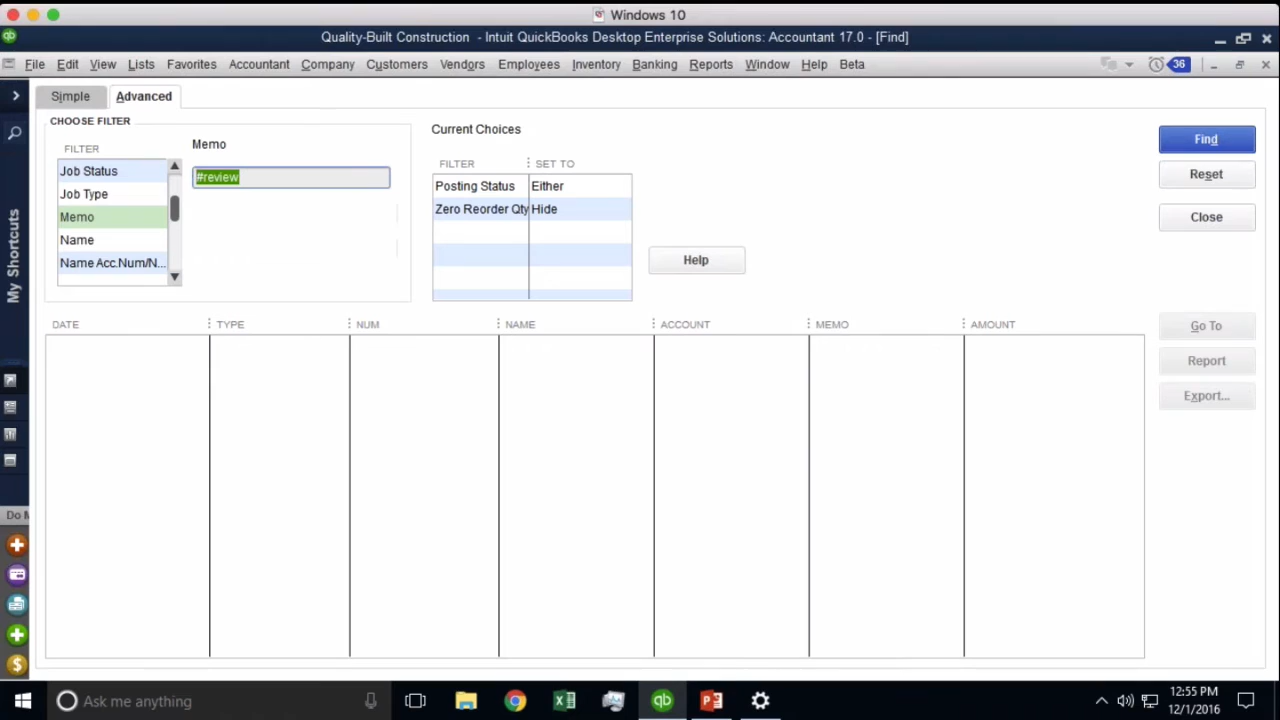 Windows 10
qb
Quality-Built Construction - Intuit QuickBooks Desktop Enterprise Solutions: Accountant 17.0 - [Find]
File Edit View Lists Favorites Accountant Company Customers Vendors Employees Inventory Banking Reports Window Help Beta 36
Simple Advanced
CHOOSE FILTER
FILTER
Job Status
Job Type
Memo
Name
Name Acc.Num/N...
Memo
#review
Current Choices
FILTER SET TO
Posting Status Either
Zero Reorder Qty Hide
Help
Find
Reset
Close
My Shortcuts
DATE TYPE NUM NAME ACCOUNT MEMO AMOUNT
Go To
Report
Export...
Do M
Ask me anything
qb
12:55 PM
12/1/2016